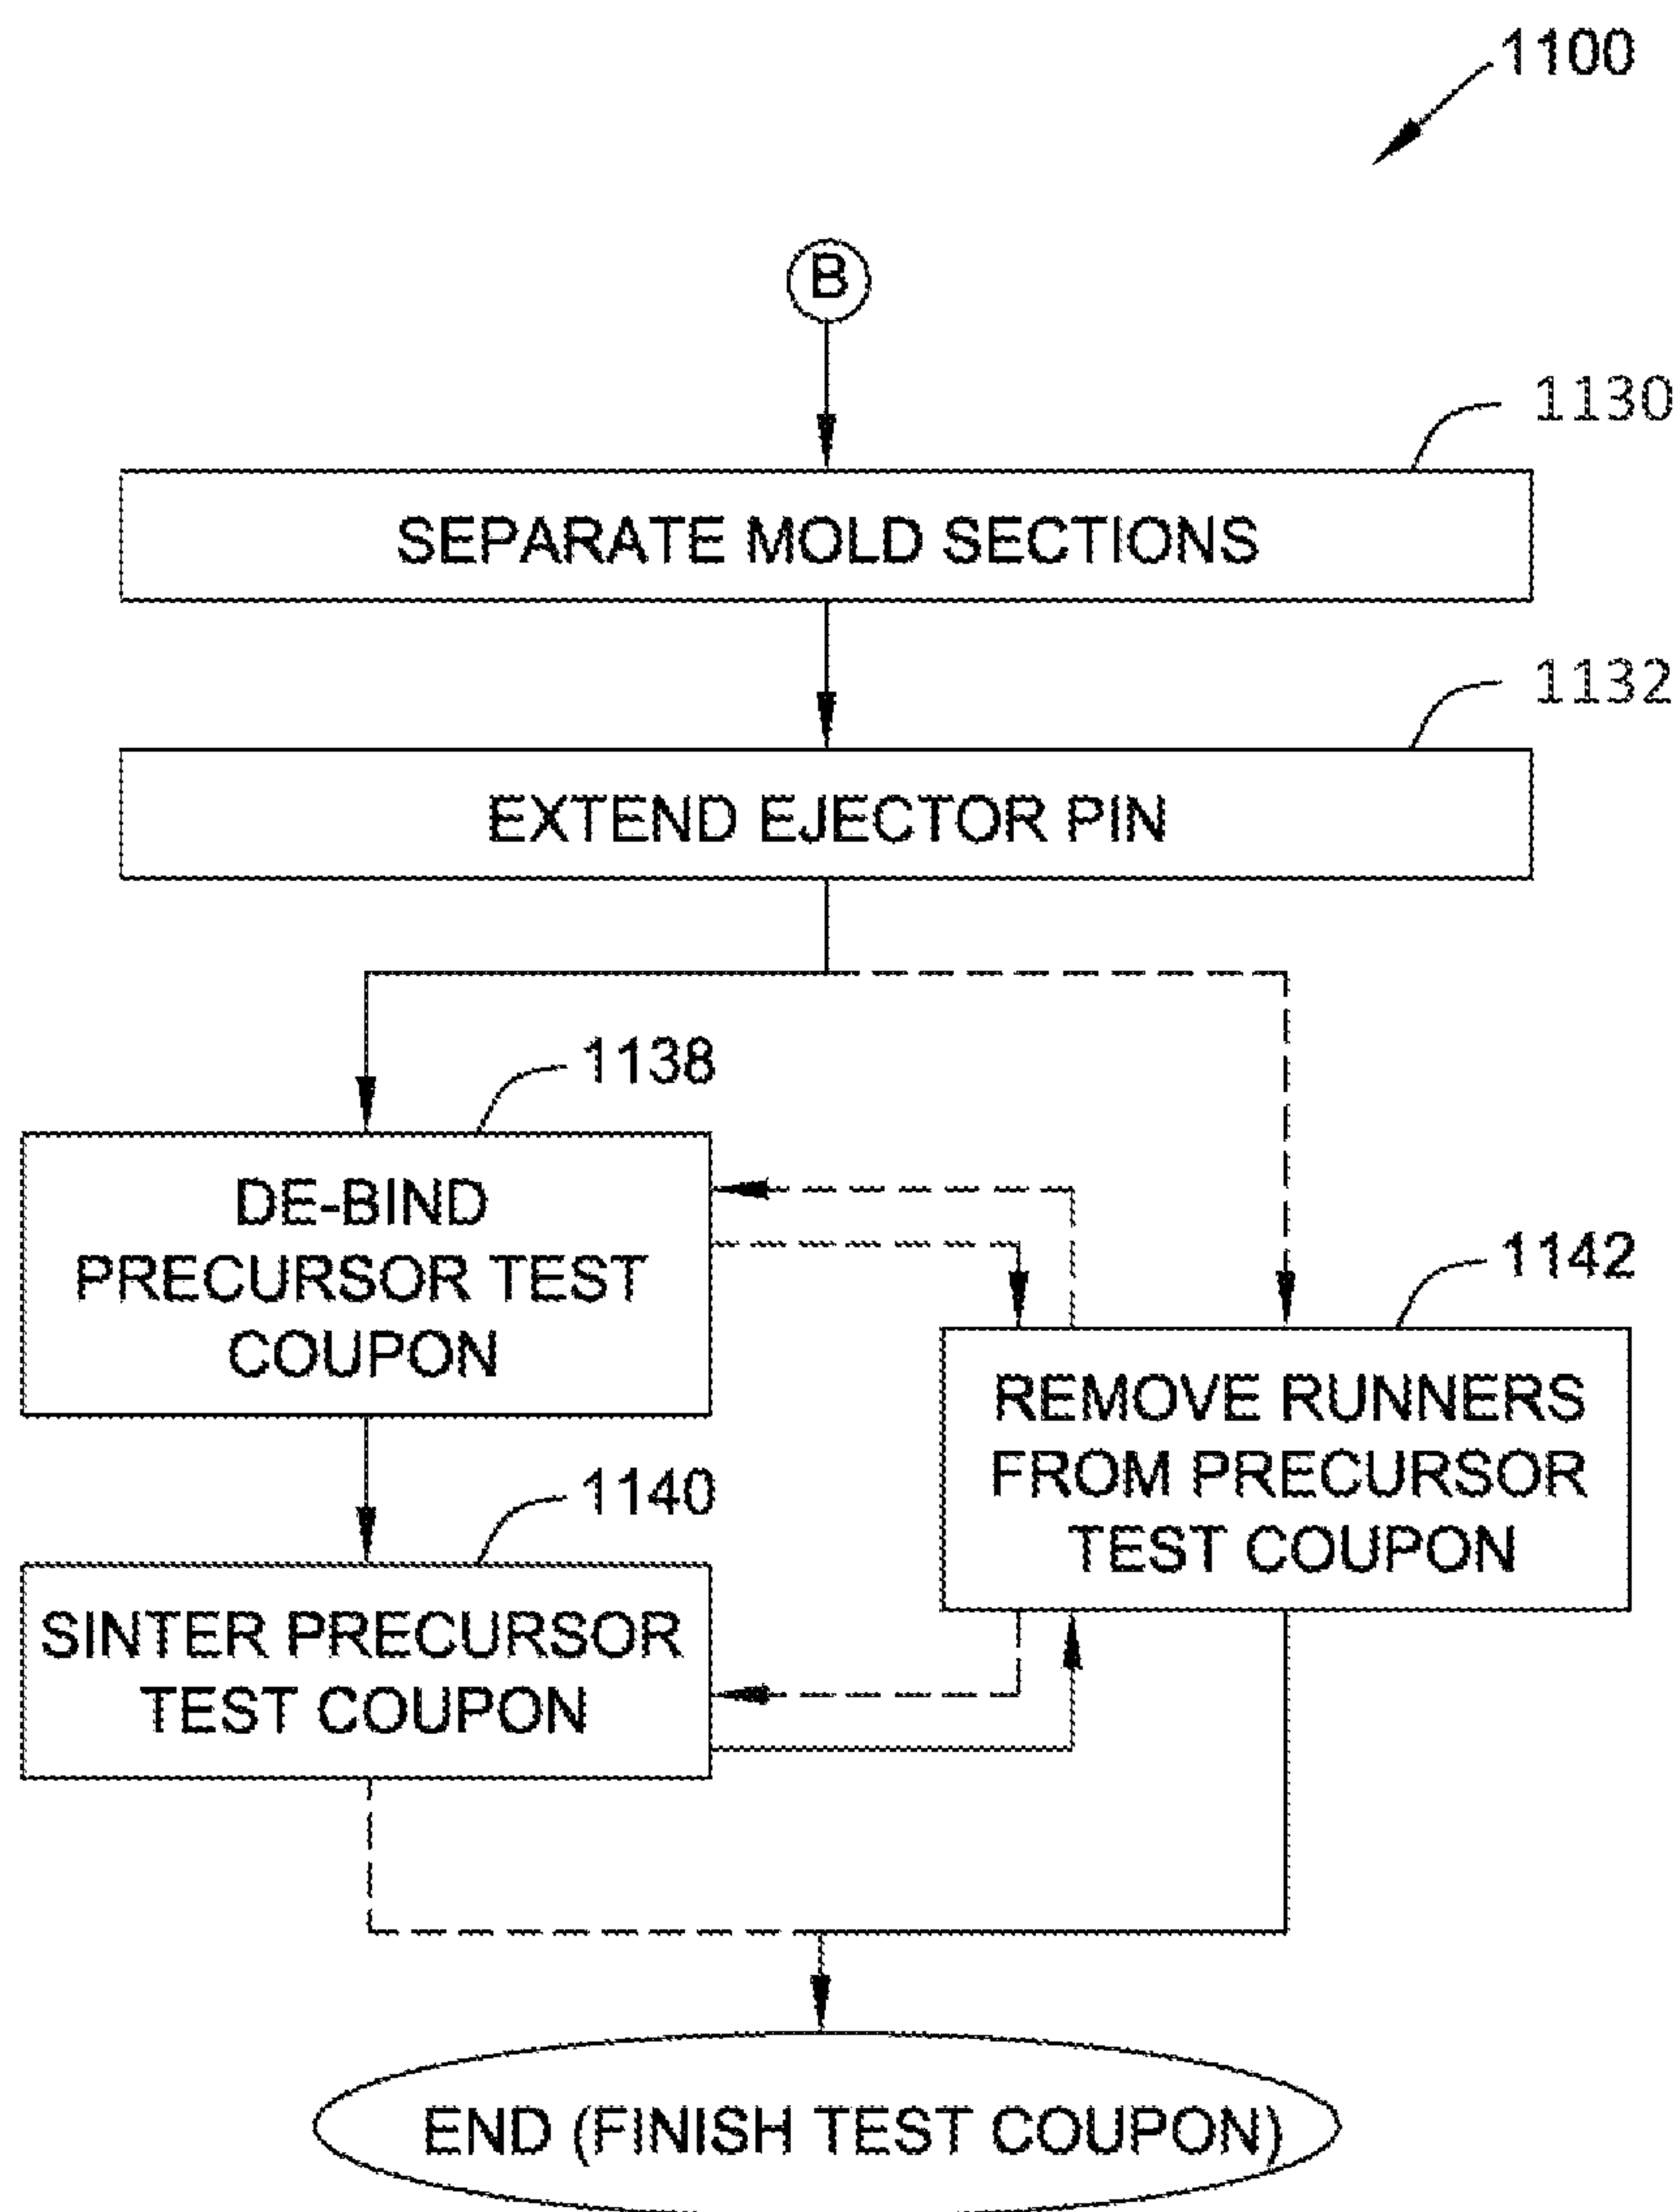 1100
B
1130
SEPARATE MOLD SECTIONS
1132
EXTEND EJECTOR PIN
1138
DE-BIND
PRECURSOR TEST
COUPON
1142
REMOVE RUNNERS
FROM PRECURSOR
TEST COUPON
1140
SINTER PRECURSOR
TEST COUPON
END (FINISH TEST COUPON)